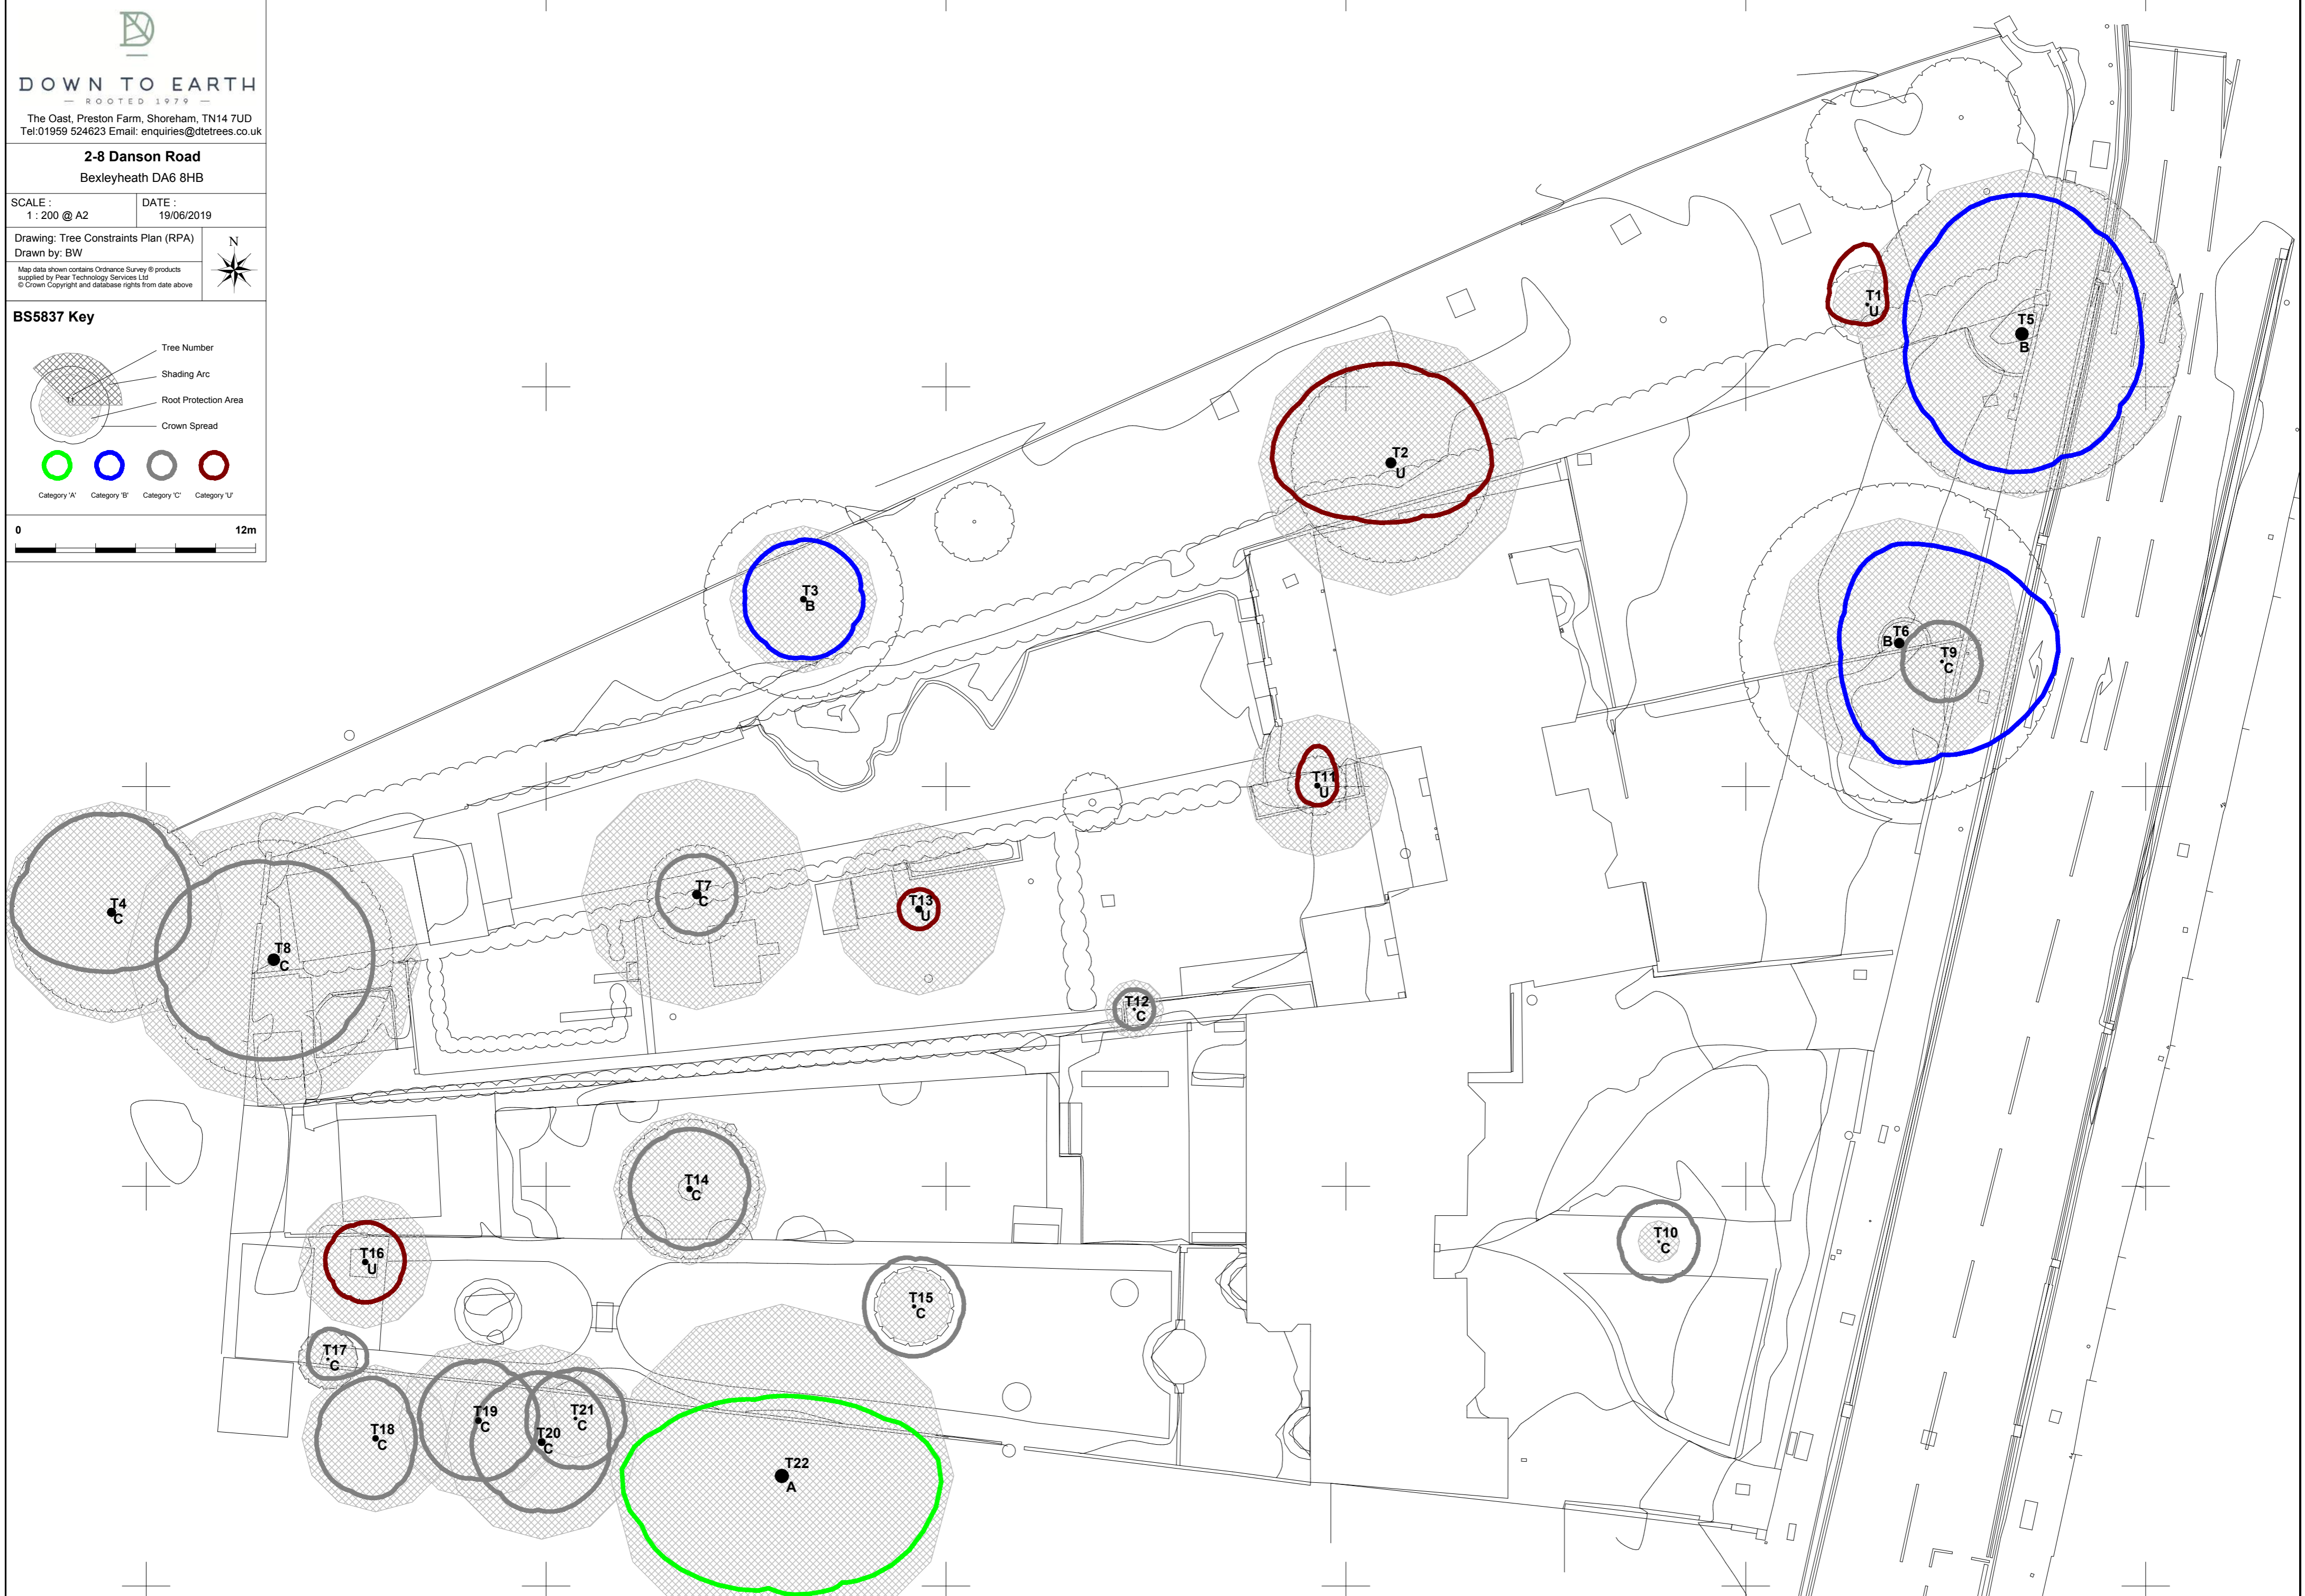 DOWN TO EARTH
— ROOTED 1979 —
The Oast, Preston Farm, Shoreham, TN14 7UD
Tel:01959 524623 Email: enquiries@dtetrees.co.uk
2-8 Danson Road
Bexleyheath DA6 8HB
SCALE :
1 : 200 @ A2
DATE :
19/06/2019
Drawing: Tree Constraints Plan (RPA)
Drawn by: BW
Map data shown contains Ordnance Survey ® products
supplied by Pear Technology Services Ltd
© Crown Copyright and database rights from date above
N
BS5837 Key
Tree Number
Shading Arc
Root Protection Area
Crown Spread
T1
Category 'A' Category 'B' Category 'C' Category 'U'
0 12m
T1
U
T5
B
T2
U
T3
B
T6
B
T9
C
T11
U
T7
C
T13
U
T4
C
T8
C
T12
C
T14
C
T10
C
T16
U
T15
C
T17
C
T18
C
T19
C
T20
C
T21
C
T22
A